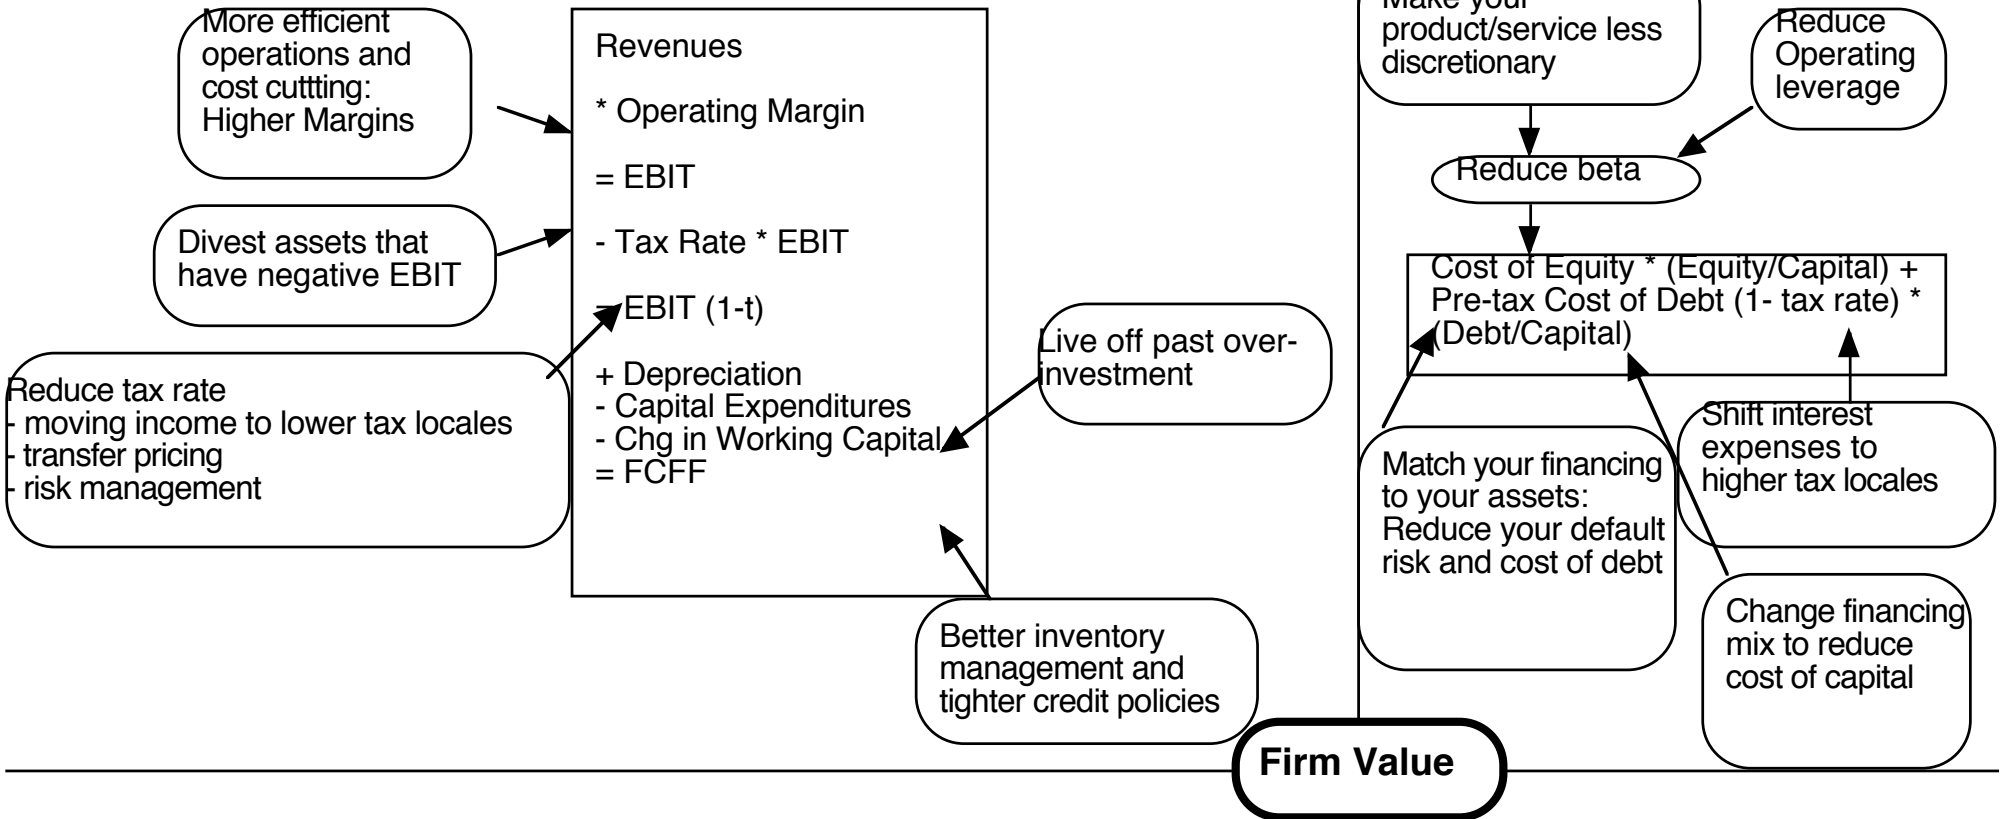 More efficient
operations and
cost cuttting:
Higher Margins
Divest assets that
have negative EBIT
Reduce tax rate
- moving income to lower tax locales
- transfer pricing
- risk management
Revenues
* Operating Margin
= EBIT
- Tax Rate * EBIT
= EBIT (1-t)
+ Depreciation
- Capital Expenditures
- Chg in Working Capital
= FCFF
Live off past over-
investment
Better inventory
management and
tighter credit policies
Make your
product/service less
discretionary
Reduce
Operating
leverage
Reduce beta
Cost of Equity * (Equity/Capital) +
Pre-tax Cost of Debt (1- tax rate) *
(Debt/Capital)
Match your financing
to your assets:
Reduce your default
risk and cost of debt
Shift interest
expenses to
higher tax locales
Change financing
mix to reduce
cost of capital
Firm Value